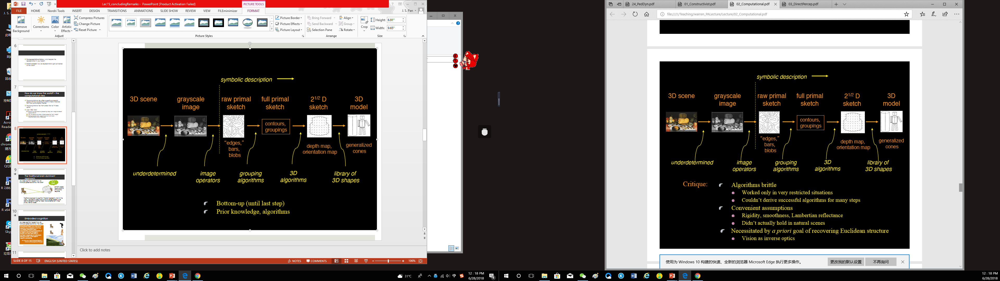 Lec15_concludingRemarks - PowerPoint (Product Activation Failed)
PICTURE TOOLS
FILE
HOME
Nordri Tools
INSERT
DESIGN
TRANSITIONS
ANIMATIONS
SLIDE SHOW
REVIEW
VIEW
FILEminimizer
FORMAT
J. S. Pan
Remove
Background
Corrections
Color
Artistic
Effects
Compress Pictures
Change Picture
Reset Picture
Adjust
Picture Styles
Picture Border
Picture Effects
Picture Layout
Bring Forward
Send Backward
Selection Pane
Align
Group
Rotate
Arrange
Crop
Height: 6.91"
Width: 9.65"
Size
6
7
How do we know the world? – the
computational view
8
9
The traditional brain dominant
approach
10
Embodied cognition
11
symbolic description
3D scene
grayscale
image
raw primal
sketch
full primal
sketch
2 1/2 D
sketch
3D
model
contours,
groupings
"edges,"
bars,
blobs
depth map,
orientation map
generalized
cones
underdetermined
image
operators
grouping
algorithms
3D
algorithms
library of
3D shapes
Bottom-up (until last step)
Prior knowledge, algorithms
Click to add notes
SLIDE 8 OF 15
ENGLISH (UNITED STATES)
NOTES
COMMENTS
106%
24_PedDyn.pdf
01_Constructivist.pdf
02_Computational.pdf
03_DirectPercep.pdf
file:///J:/Teaching/warren_PALecture/Lecture/02_Computational.pdf
symbolic description
3D scene
grayscale
image
raw primal
sketch
full primal
sketch
2 1/2 D
sketch
3D
model
contours,
groupings
"edges,"
bars,
blobs
depth map,
orientation map
generalized
cones
underdetermined
image
operators
grouping
algorithms
3D
algorithms
library of
3D shapes
Critique:
Algorithms brittle
Worked only in very restricted situations
Couldn't derive successful algorithms for many steps
Convenient assumptions
Rigidity, smoothness, Lambertian reflectance
Didn't actually hold in natural scenes
Necessitated by a priori goal of recovering Euclidean structure
Vision as inverse optics
使用为 Windows 10 构建的快速、全新的浏览器 Microsoft Edge 执行更多操作。
更改我的默认设置
不再询问
31°C
中
12:18 PM
6/28/2018
12:18 PM
6/28/2018